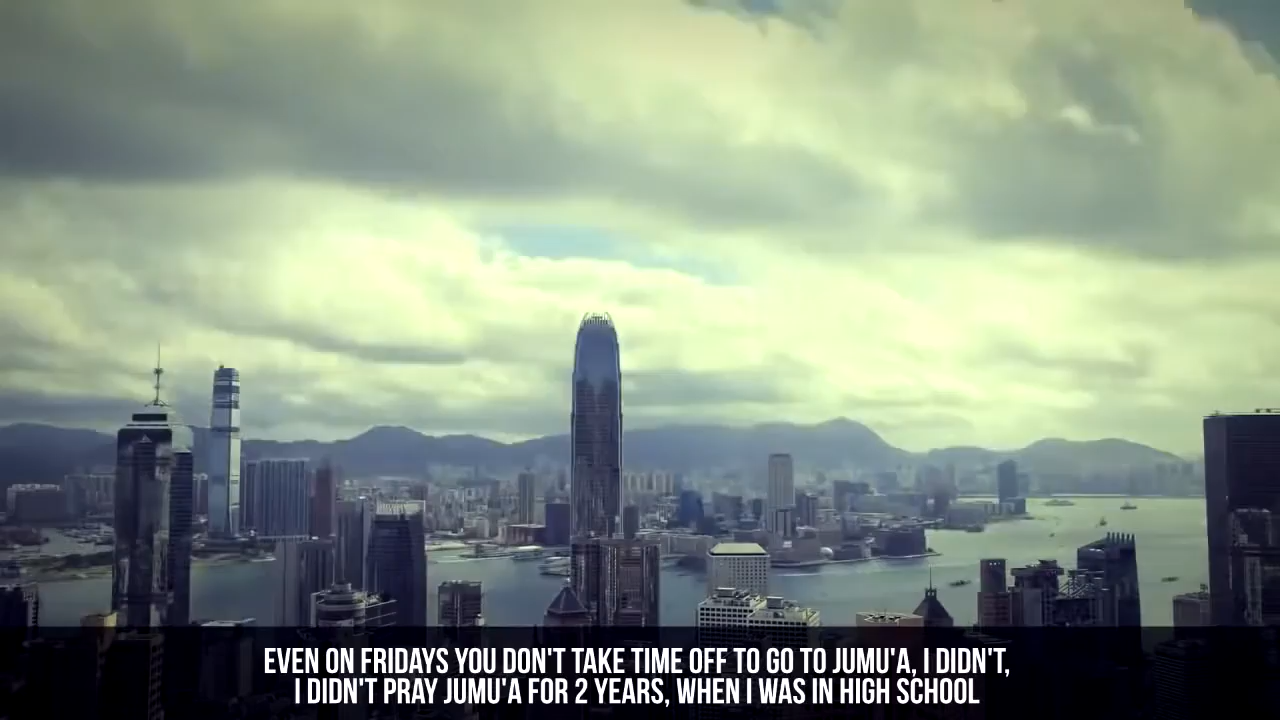 EVEN ON FRIDAYS YOU DON'T TAKE TIME OFF TO GO TO JUMU'A, I DIDN'T,
I DIDN'T PRAY JUMU'A FOR 2 YEARS, WHEN I WAS IN HIGH SCHOOL